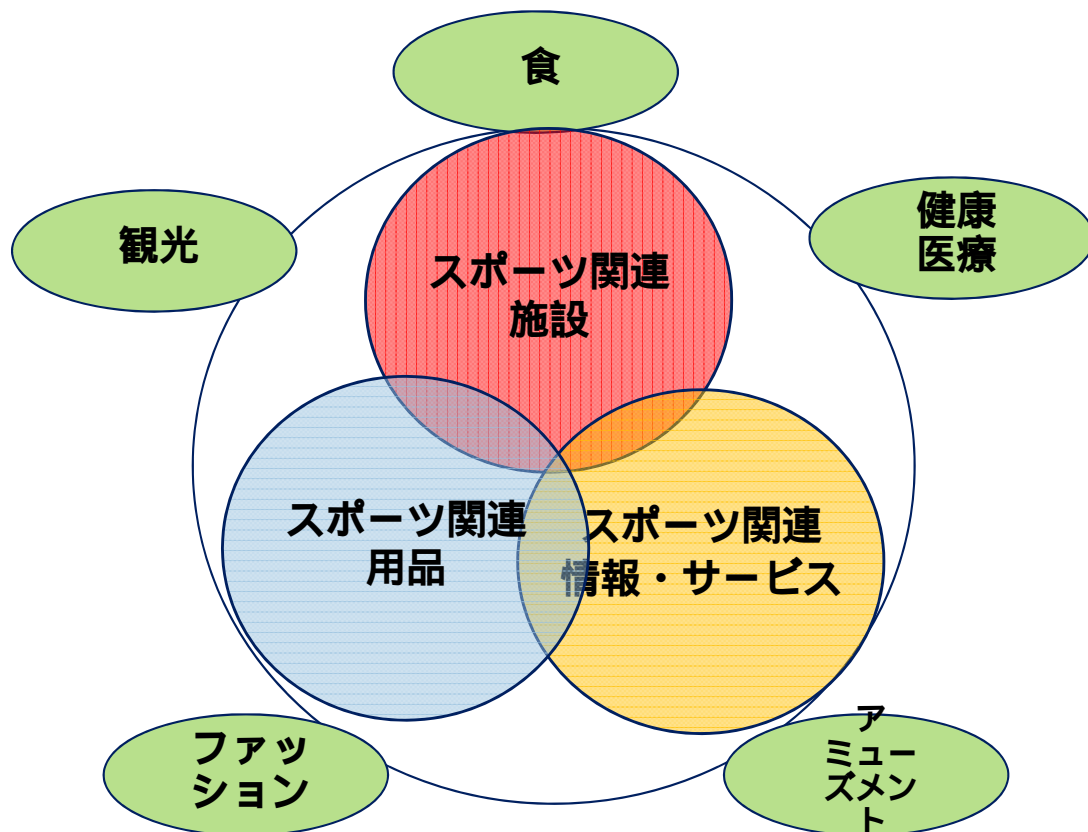 食
健康
医療
観光
スポーツ関連
施設
スポーツ関連
用品
スポーツ関連
情報・サービス
ファッ
ション
ア
ミュー
ズメン
ト